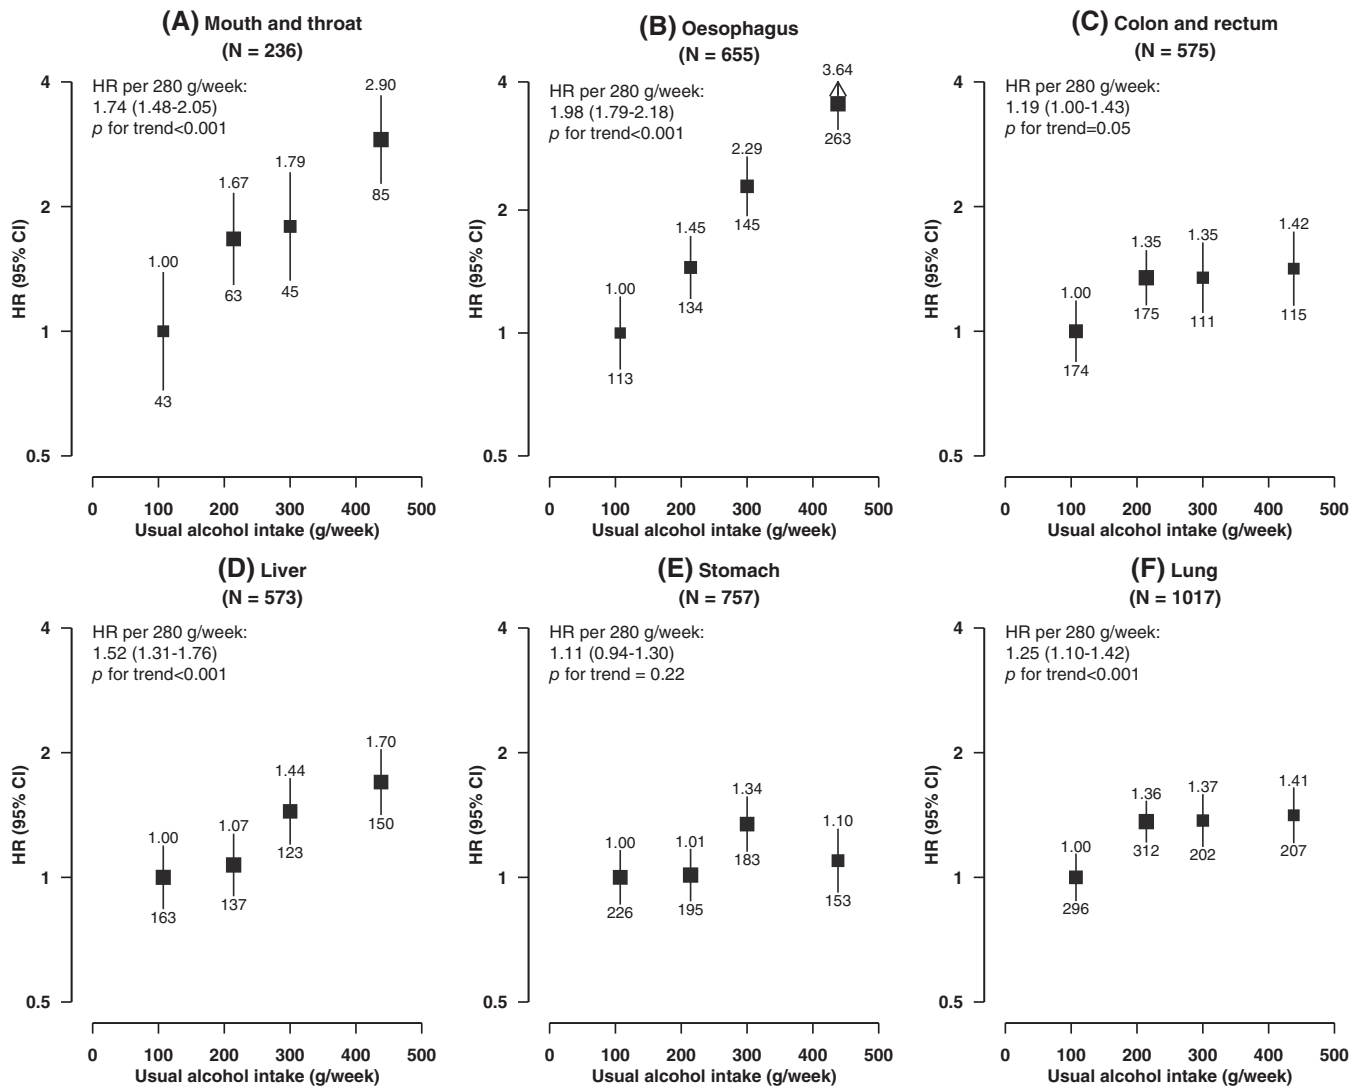 (A) Mouth and throat
(N = 236)
HR per 280 g/week:
1.74 (1.48-2.05)
p for trend<0.001
4
2
1
0.5
HR (95% CI)
1.00
43
1.67
63
1.79
45
2.90
85
0 100 200 300 400 500
Usual alcohol intake (g/week)
(B) Oesophagus
(N = 655)
HR per 280 g/week:
1.98 (1.79-2.18)
p for trend<0.001
4
2
1
0.5
HR (95% CI)
1.00
113
1.45
134
2.29
145
3.64
263
0 100 200 300 400 500
Usual alcohol intake (g/week)
(C) Colon and rectum
(N = 575)
HR per 280 g/week:
1.19 (1.00-1.43)
p for trend=0.05
4
2
1
0.5
HR (95% CI)
1.00
174
1.35
175
1.35
111
1.42
115
0 100 200 300 400 500
Usual alcohol intake (g/week)
(D) Liver
(N = 573)
HR per 280 g/week:
1.52 (1.31-1.76)
p for trend<0.001
4
2
1
0.5
HR (95% CI)
1.00
163
1.07
137
1.44
123
1.70
150
0 100 200 300 400 500
Usual alcohol intake (g/week)
(E) Stomach
(N = 757)
HR per 280 g/week:
1.11 (0.94-1.30)
p for trend = 0.22
4
2
1
0.5
HR (95% CI)
1.00
226
1.01
195
1.34
183
1.10
153
0 100 200 300 400 500
Usual alcohol intake (g/week)
(F) Lung
(N = 1017)
HR per 280 g/week:
1.25 (1.10-1.42)
p for trend<0.001
4
2
1
0.5
HR (95% CI)
1.00
296
1.36
312
1.37
202
1.41
207
0 100 200 300 400 500
Usual alcohol intake (g/week)